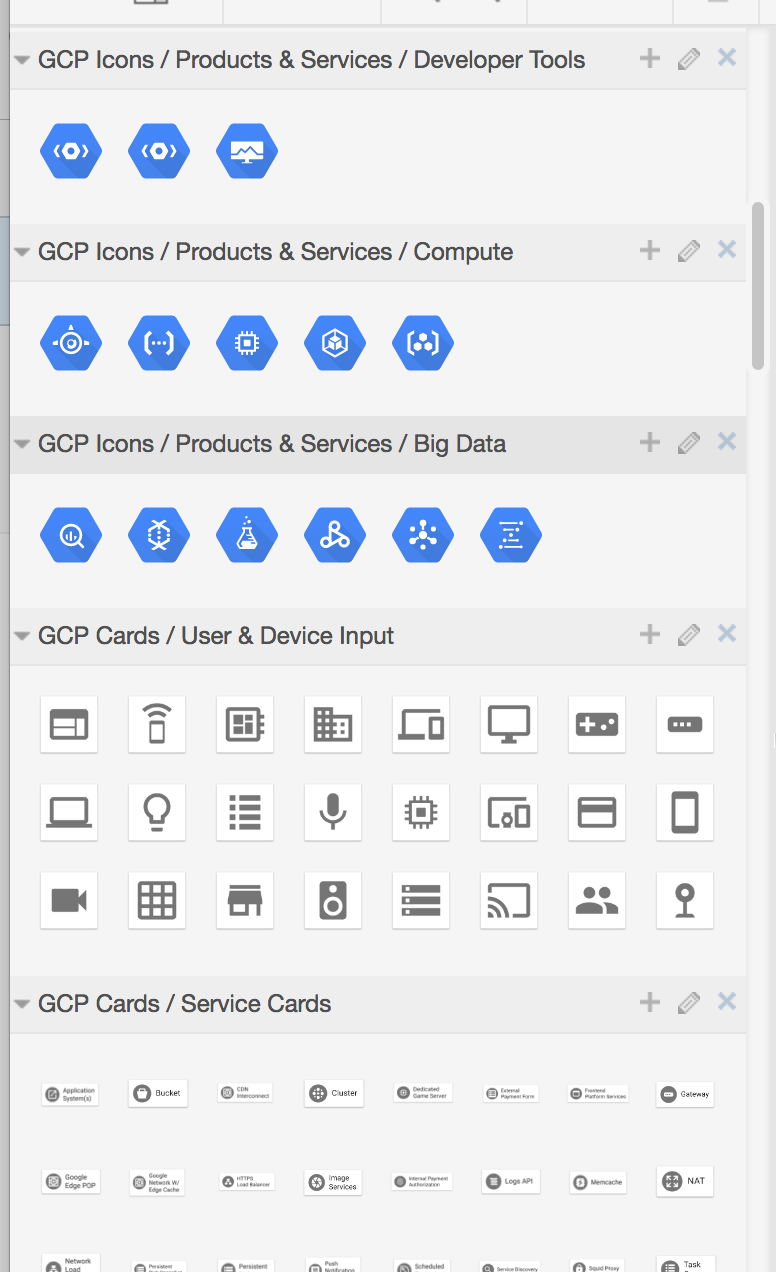 GCP Icons / Products & Services / Developer Tools
GCP Icons / Products & Services / Compute
GCP Icons / Products & Services / Big Data
GCP Cards / User & Device Input
GCP Cards / Service Cards
Application
System(s)
Bucket
CDN
Interconnect
Cluster
Dedicated
Game Server
External
Payment Form
Frontend
Platform Services
Gateway
Google
Edge POP
Google
Network W/
Edge Cache
HTTPS
Load Balancer
Image
Services
Internal Payment
Authorization
Logs API
Memcache
NAT
Network
Load
Persistent
Persistent
Push
Notification
Scheduled
Service Discovery
Squid Proxy
Task